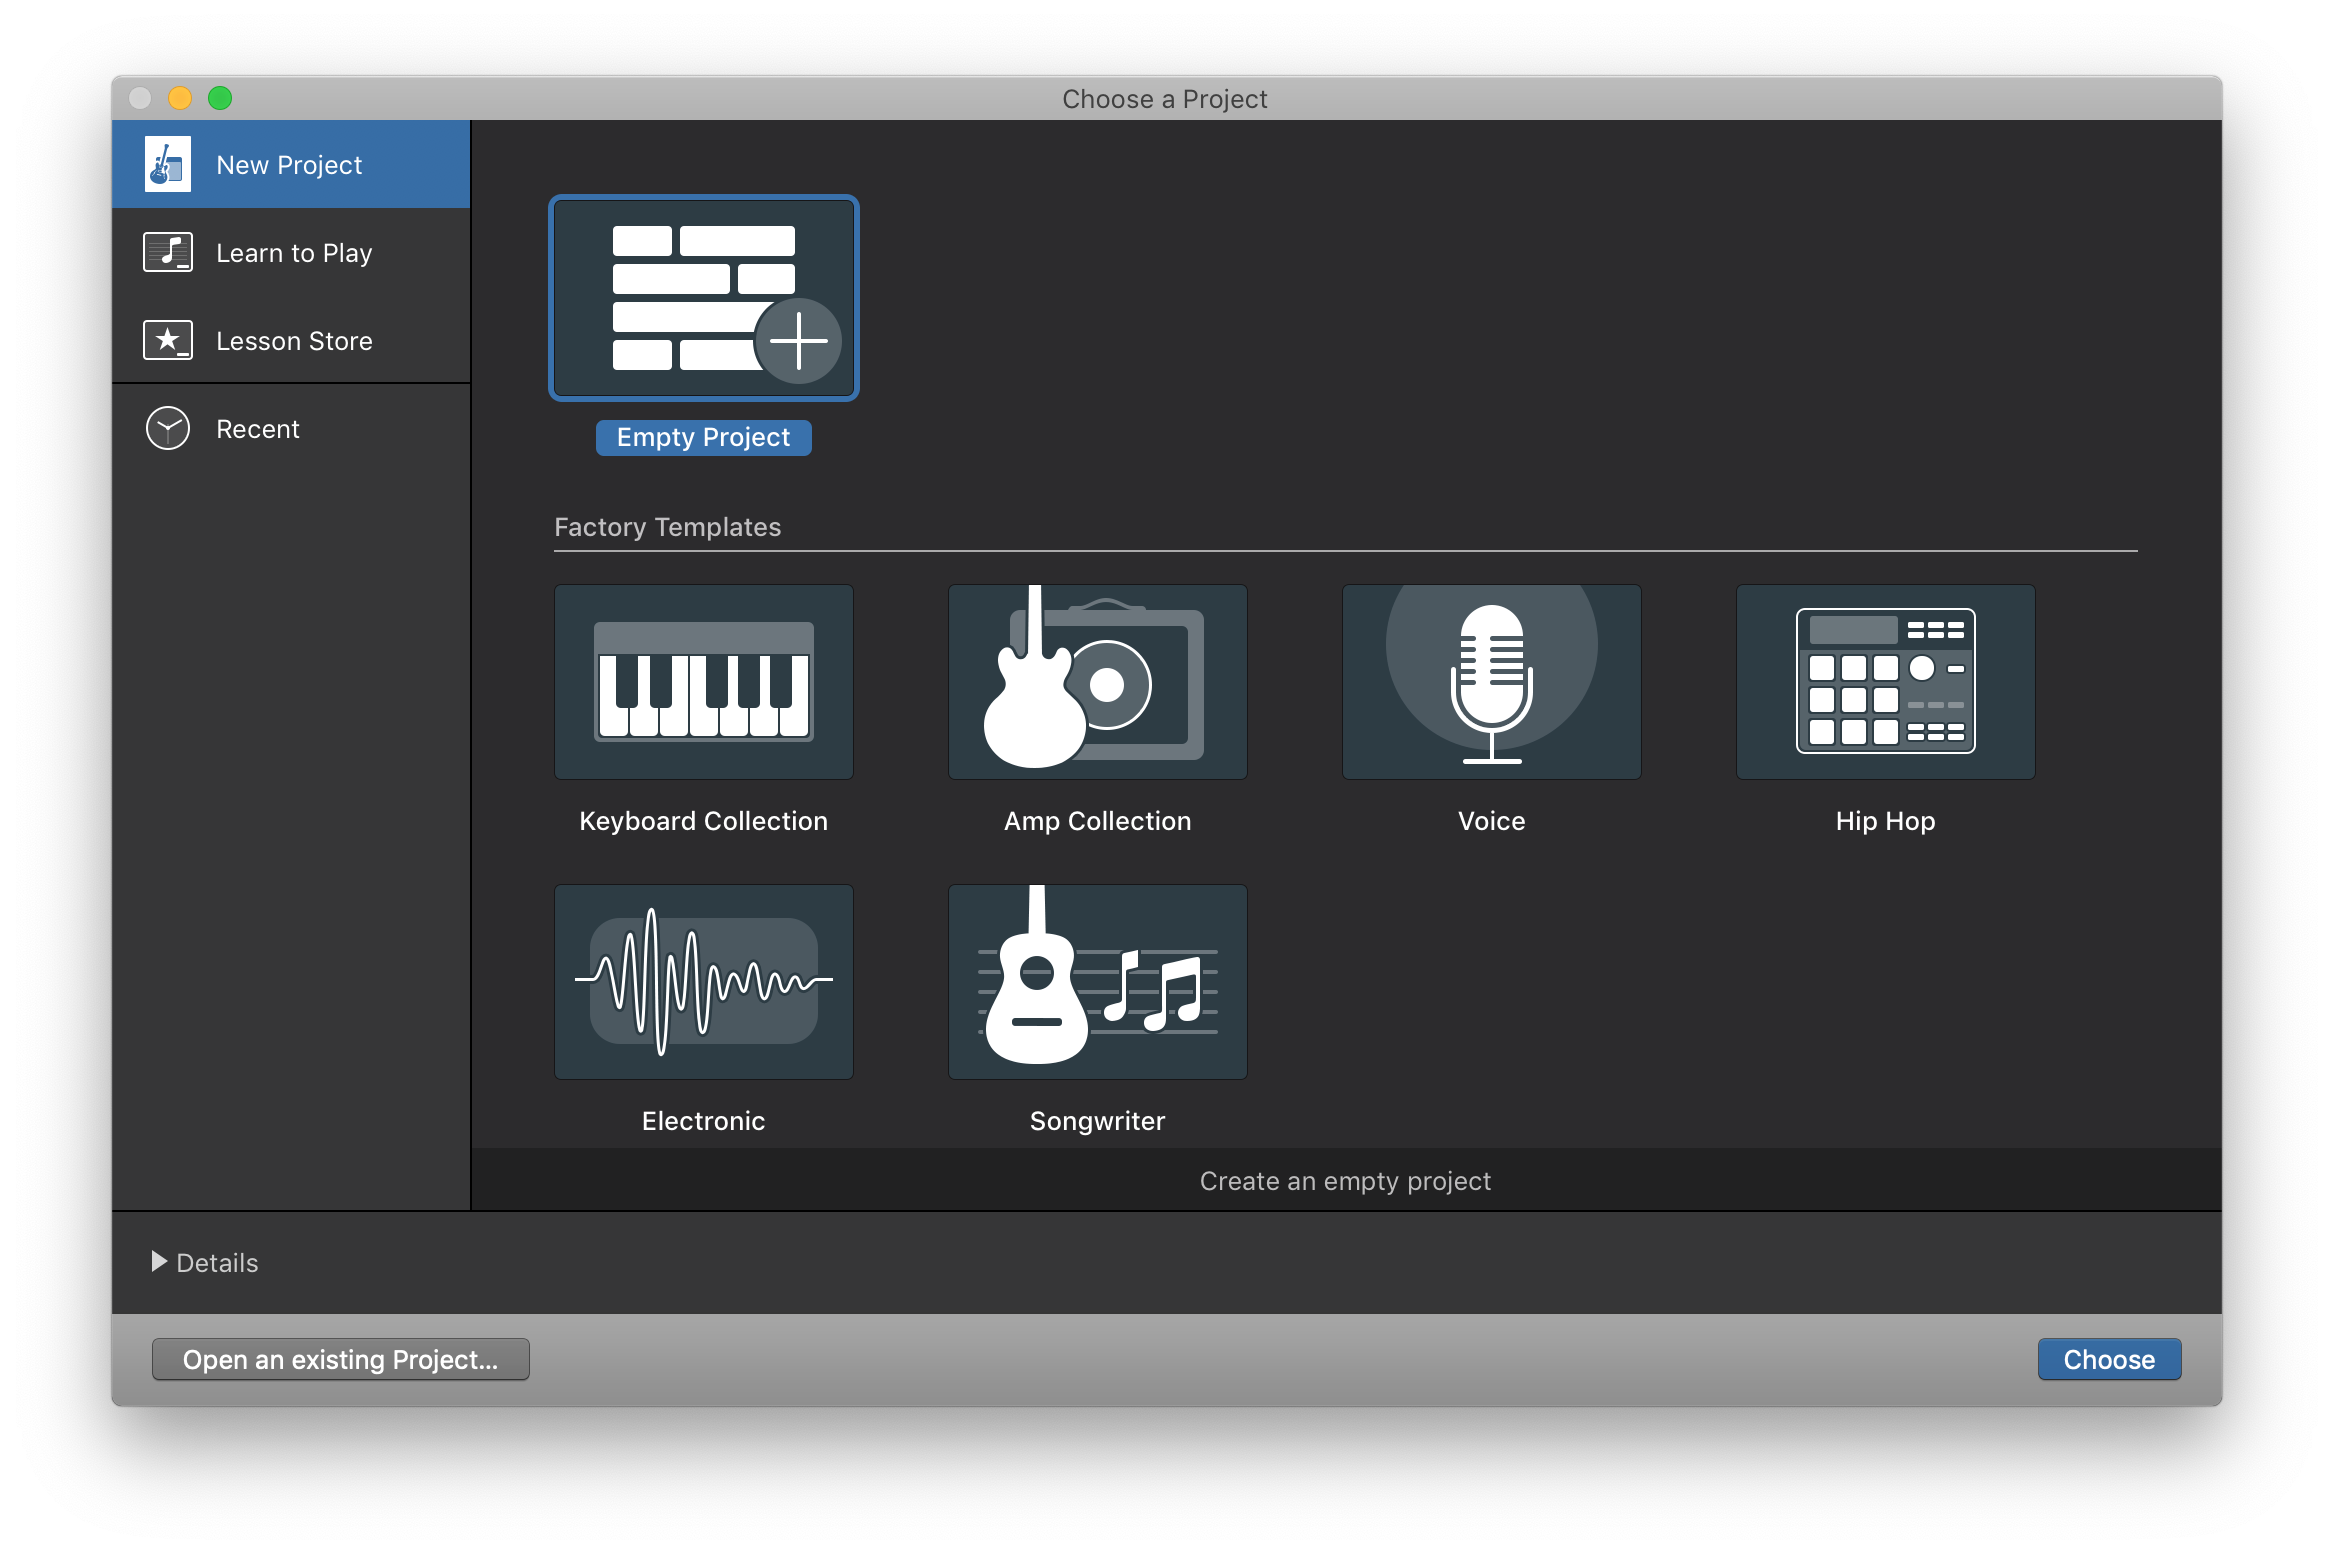 Choose a Project
New Project
Learn to Play
Lesson Store
Recent
Empty Project
Factory Templates
Keyboard Collection
Amp Collection
Voice
Hip Hop
Electronic
Songwriter
Create an empty project
Details
Open an existing Project...
Choose